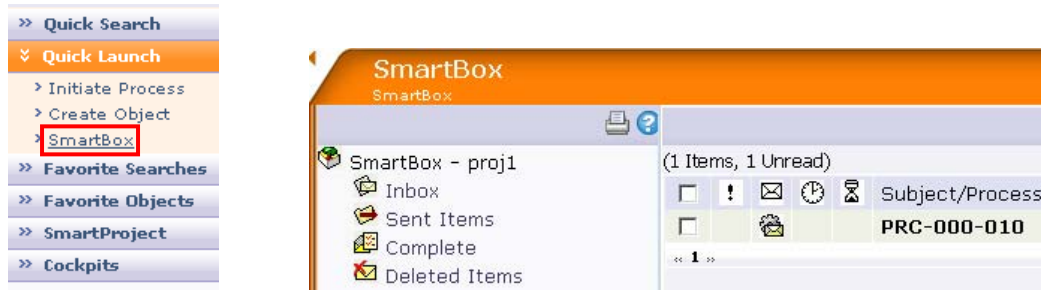 Quick Search
Quick Launch
Initiate Process
Create Object
SmartBox
Favorite Searches
Favorite Objects
SmartProject
Cockpits
SmartBox
SmartBox
SmartBox - proj1
Inbox
Sent Items
Complete
Deleted Items
(1 Items, 1 Unread)
! Subject/Process
PRC-000-010
« 1 »